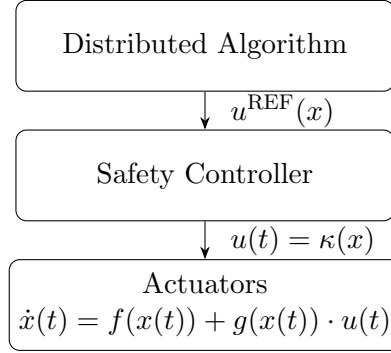 Distributed Algorithm
u^REF(x)
Safety Controller
u(t) = κ(x)
Actuators
ẋ(t) = f(x(t)) + g(x(t)) · u(t)